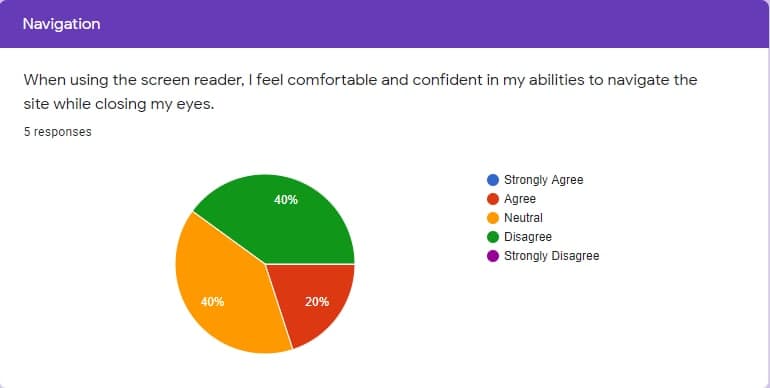 Navigation
When using the screen reader, I feel comfortable and confident in my abilities to navigate the
site while closing my eyes.
5 responses
40%
40%
20%
Strongly Agree
Agree
Neutral
Disagree
Strongly Disagree